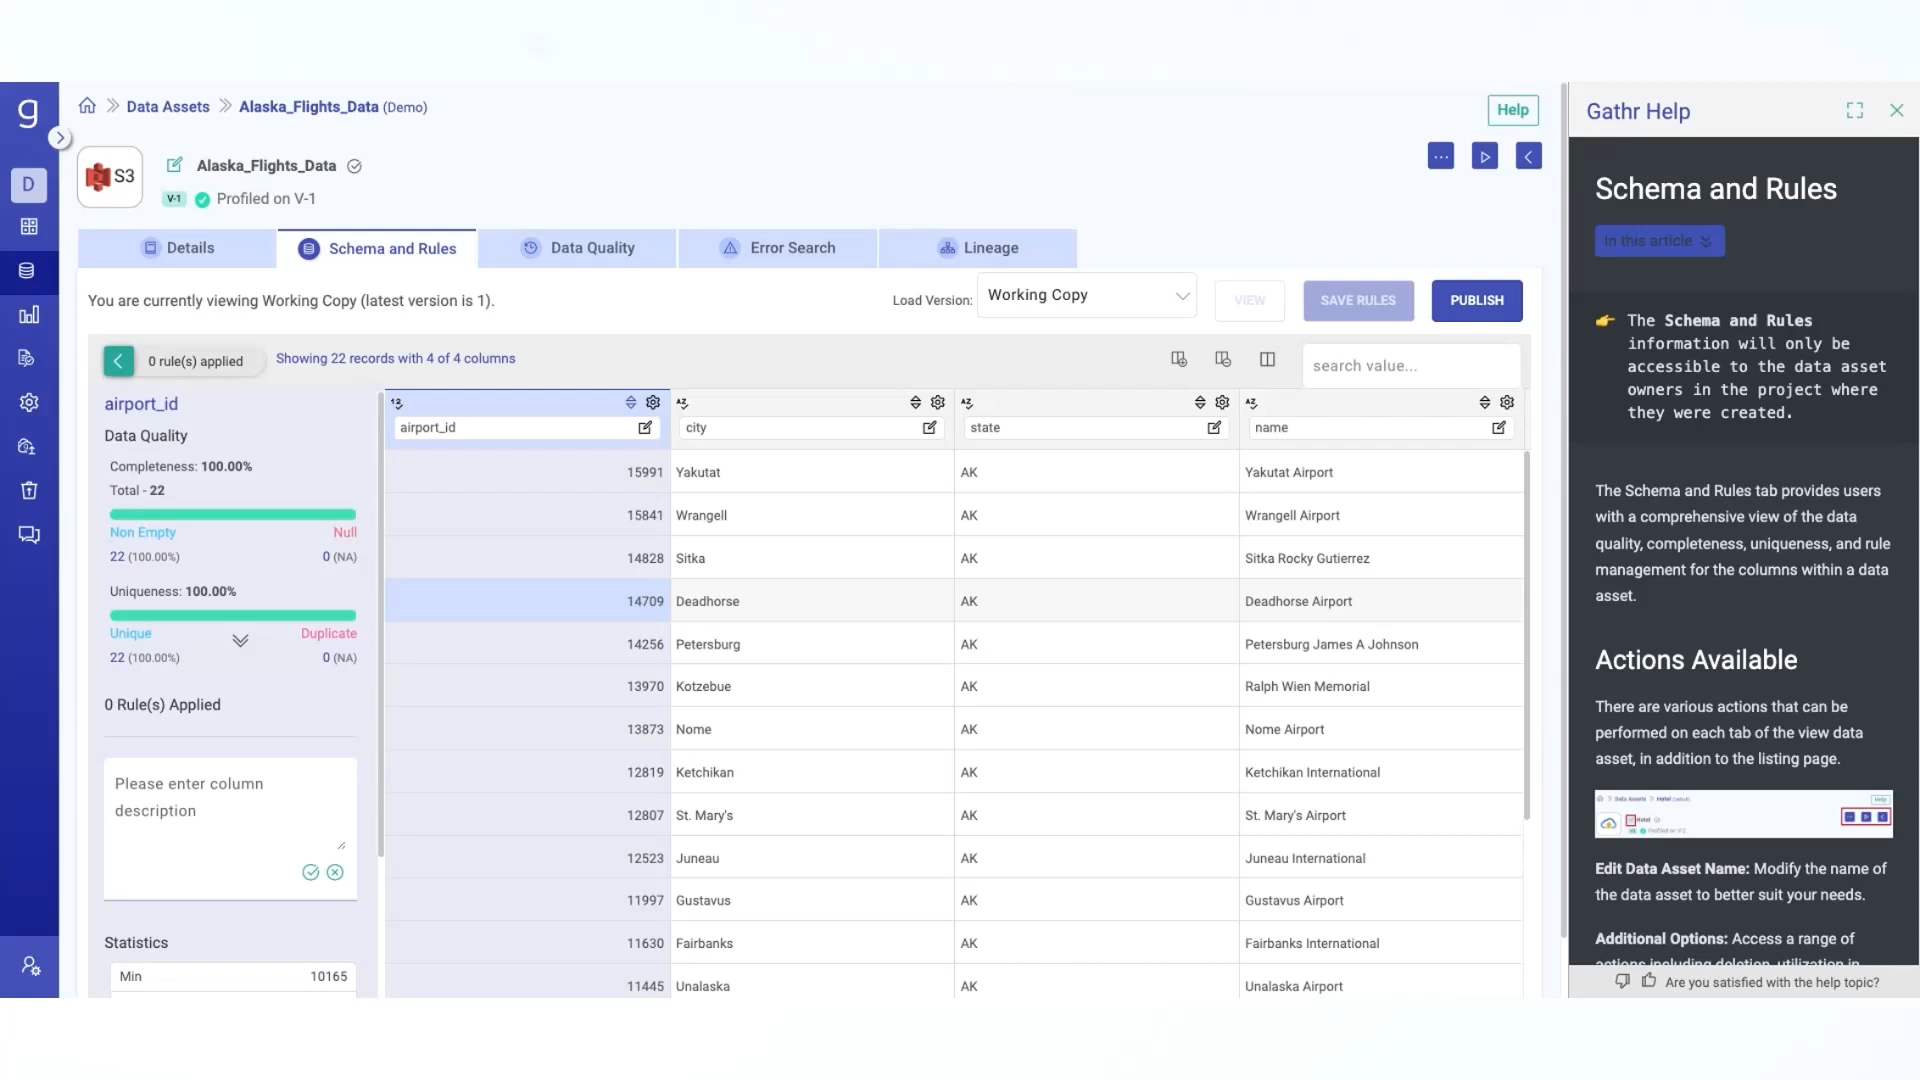 g
Data Assets
Alaska_Flights_Data (Demo)
Help
S3
Alaska_Flights_Data
V-1
Profiled on V-1
D
Details
Schema and Rules
Data Quality
Error Search
Lineage
You are currently viewing Working Copy (latest version is 1).
Load Version:
Working Copy
VIEW
SAVE RULES
PUBLISH
0 rule(s) applied
Showing 22 records with 4 of 4 columns
search value...
airport_id
Data Quality
Completeness: 100.00%
Total - 22
Non Empty
Null
22 (100.00%)
0 (NA)
Uniqueness: 100.00%
Unique
Duplicate
22 (100.00%)
0 (NA)
0 Rule(s) Applied
Please enter column
description
Statistics
Min 10165
airport_id city state name
15991 Yakutat AK Yakutat Airport
15841 Wrangell AK Wrangell Airport
14828 Sitka AK Sitka Rocky Gutierrez
14709 Deadhorse AK Deadhorse Airport
14256 Petersburg AK Petersburg James A Johnson
13970 Kotzebue AK Ralph Wien Memorial
13873 Nome AK Nome Airport
12819 Ketchikan AK Ketchikan International
12807 St. Mary's AK St. Mary's Airport
12523 Juneau AK Juneau International
11997 Gustavus AK Gustavus Airport
11630 Fairbanks AK Fairbanks International
11445 Unalaska AK Unalaska Airport
Gathr Help
Schema and Rules
In this article
The Schema and Rules
information will only be
accessible to the data asset
owners in the project where
they were created.
The Schema and Rules tab provides users
with a comprehensive view of the data
quality, completeness, uniqueness, and rule
management for the columns within a data
asset.
Actions Available
There are various actions that can be
performed on each tab of the view data
asset, in addition to the listing page.
Data Assets
Hotel
Help
Hotel
Profiled on V-2
Edit Data Asset Name: Modify the name of
the data asset to better suit your needs.
Additional Options: Access a range of
actions including deletion, utilization in
Are you satisfied with the help topic?